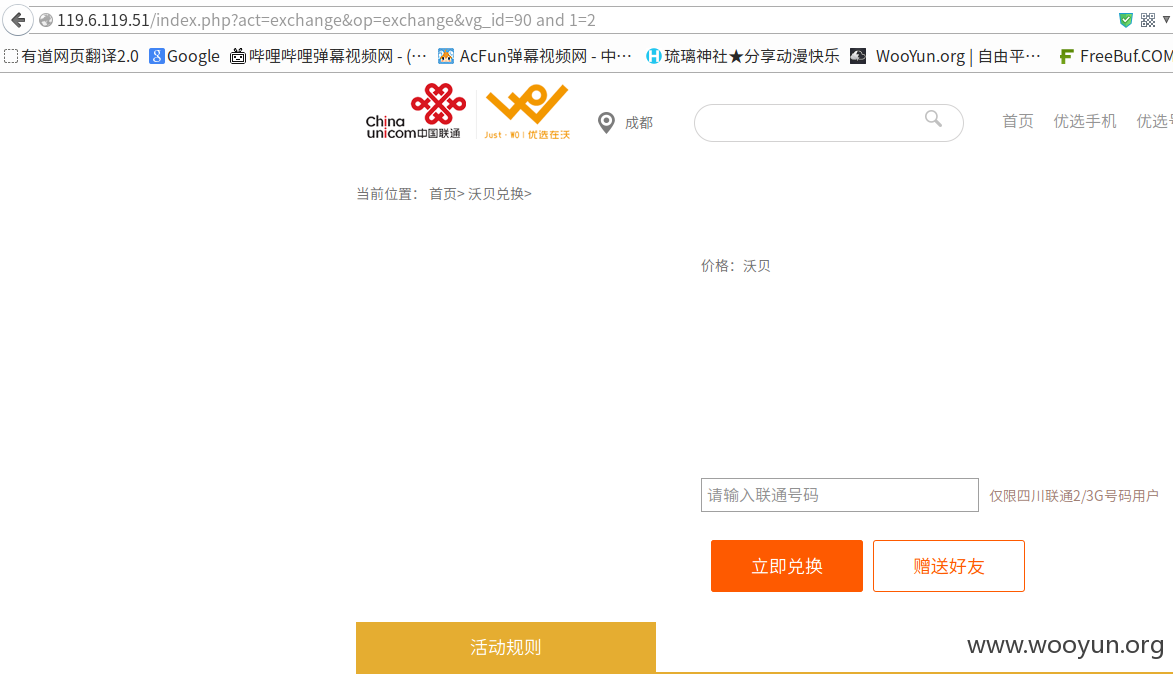 119.6.119.51/index.php?act=exchange&op=exchange&vg_id=90 and 1=2
有道网页翻译2.0 Google 哔哩哔哩弹幕视频网 - (… AcFun弹幕视频网 - 中… 琉璃神社★分享动漫快乐 WooYun.org | 自由平… FreeBuf.COM
China unicom中国联通 Just·WO!优选在沃 成都 首页 优选手机 优选号
当前位置： 首页> 沃贝兑换>
价格：沃贝
请输入联通号码 仅限四川联通2/3G号码用户
立即兑换 赠送好友
活动规则
www.wooyun.org